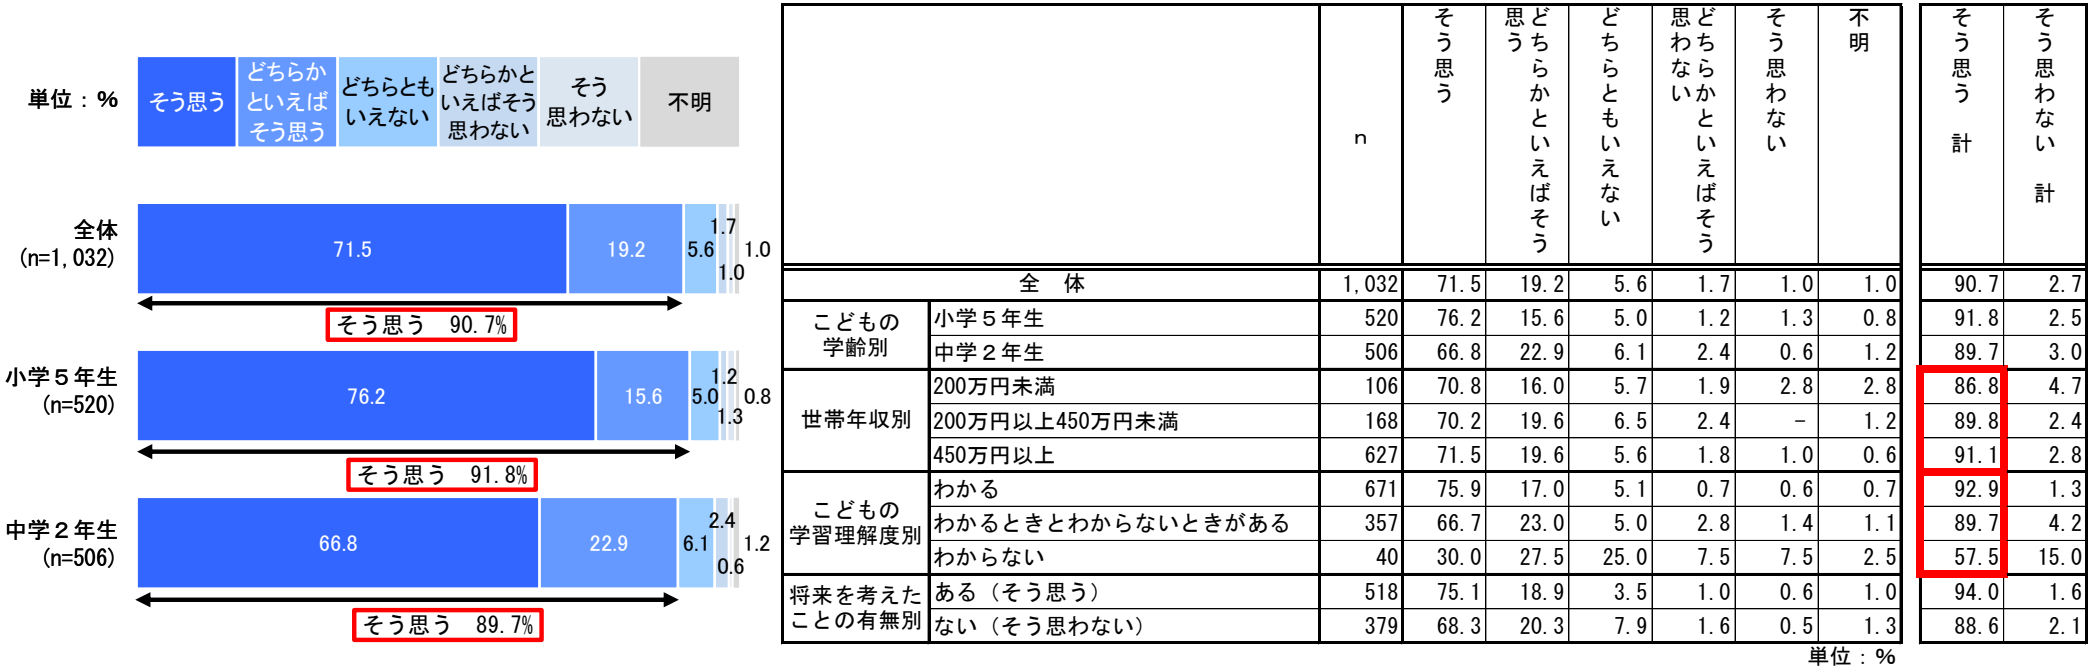 単位：%
そう思う
どちらか
といえば
そう思う
どちらとも
いえない
どちらかと
いえばそう
思わない
そう
思わない
不明
全体
(n=1,032)
71.5
19.2
5.6
1.7
1.0
1.0
そう思う 90.7%
小学５年生
(n=520)
76.2
15.6
5.0
1.2
1.3
0.8
そう思う 91.8%
中学２年生
(n=506)
66.8
22.9
6.1
2.4
0.6
1.2
そう思う 89.7%
ｎ
そう思う
どちらかといえばそう
思う
どちらともいえない
どちらかといえばそう
思わない
そう思わない
不明
そう思う 計
そう思わない 計
全 体 1,032 71.5 19.2 5.6 1.7 1.0 1.0 90.7 2.7
こどもの
学齢別
小学５年生 520 76.2 15.6 5.0 1.2 1.3 0.8 91.8 2.5
中学２年生 506 66.8 22.9 6.1 2.4 0.6 1.2 89.7 3.0
世帯年収別
200万円未満 106 70.8 16.0 5.7 1.9 2.8 2.8 86.8 4.7
200万円以上450万円未満 168 70.2 19.6 6.5 2.4 － 1.2 89.8 2.4
450万円以上 627 71.5 19.6 5.6 1.8 1.0 0.6 91.1 2.8
こどもの
学習理解度別
わかる 671 75.9 17.0 5.1 0.7 0.6 0.7 92.9 1.3
わかるときとわからないときがある 357 66.7 23.0 5.0 2.8 1.4 1.1 89.7 4.2
わからない 40 30.0 27.5 25.0 7.5 7.5 2.5 57.5 15.0
将来を考えた
ことの有無別
ある（そう思う） 518 75.1 18.9 3.5 1.0 0.6 1.0 94.0 1.6
ない（そう思わない） 379 68.3 20.3 7.9 1.6 0.5 1.3 88.6 2.1
単位：%